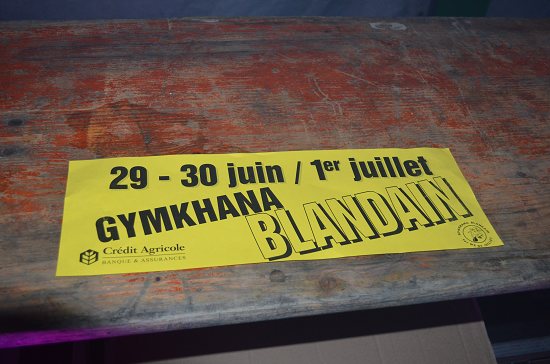 29 - 30 juin / 1er juillet
GYMKHANA
BLANDAIN
Crédit Agricole
BANQUE & ASSURANCES